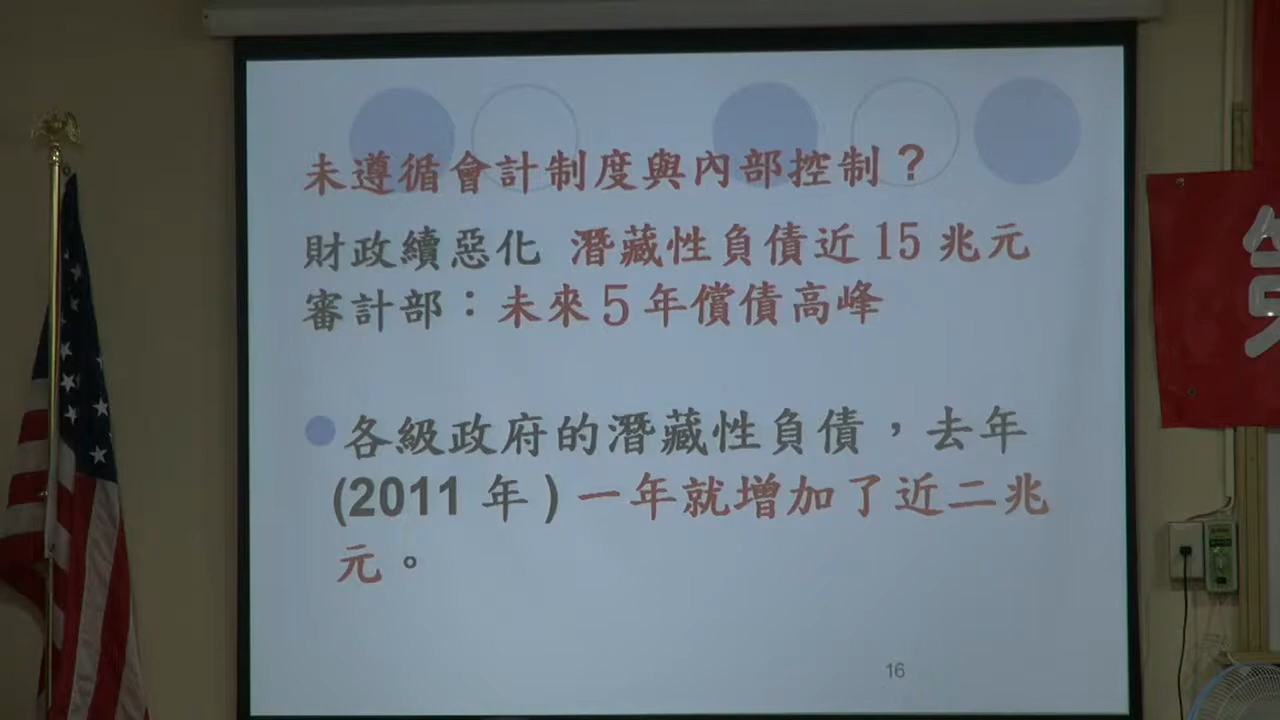 未遵循會計制度與內部控制？
財政續惡化 潛藏性負債近 15 兆元
審計部：未來 5 年償債高峰
各級政府的潛藏性負債，去年
(2011 年 ) 一年就增加了近二兆
元。
16